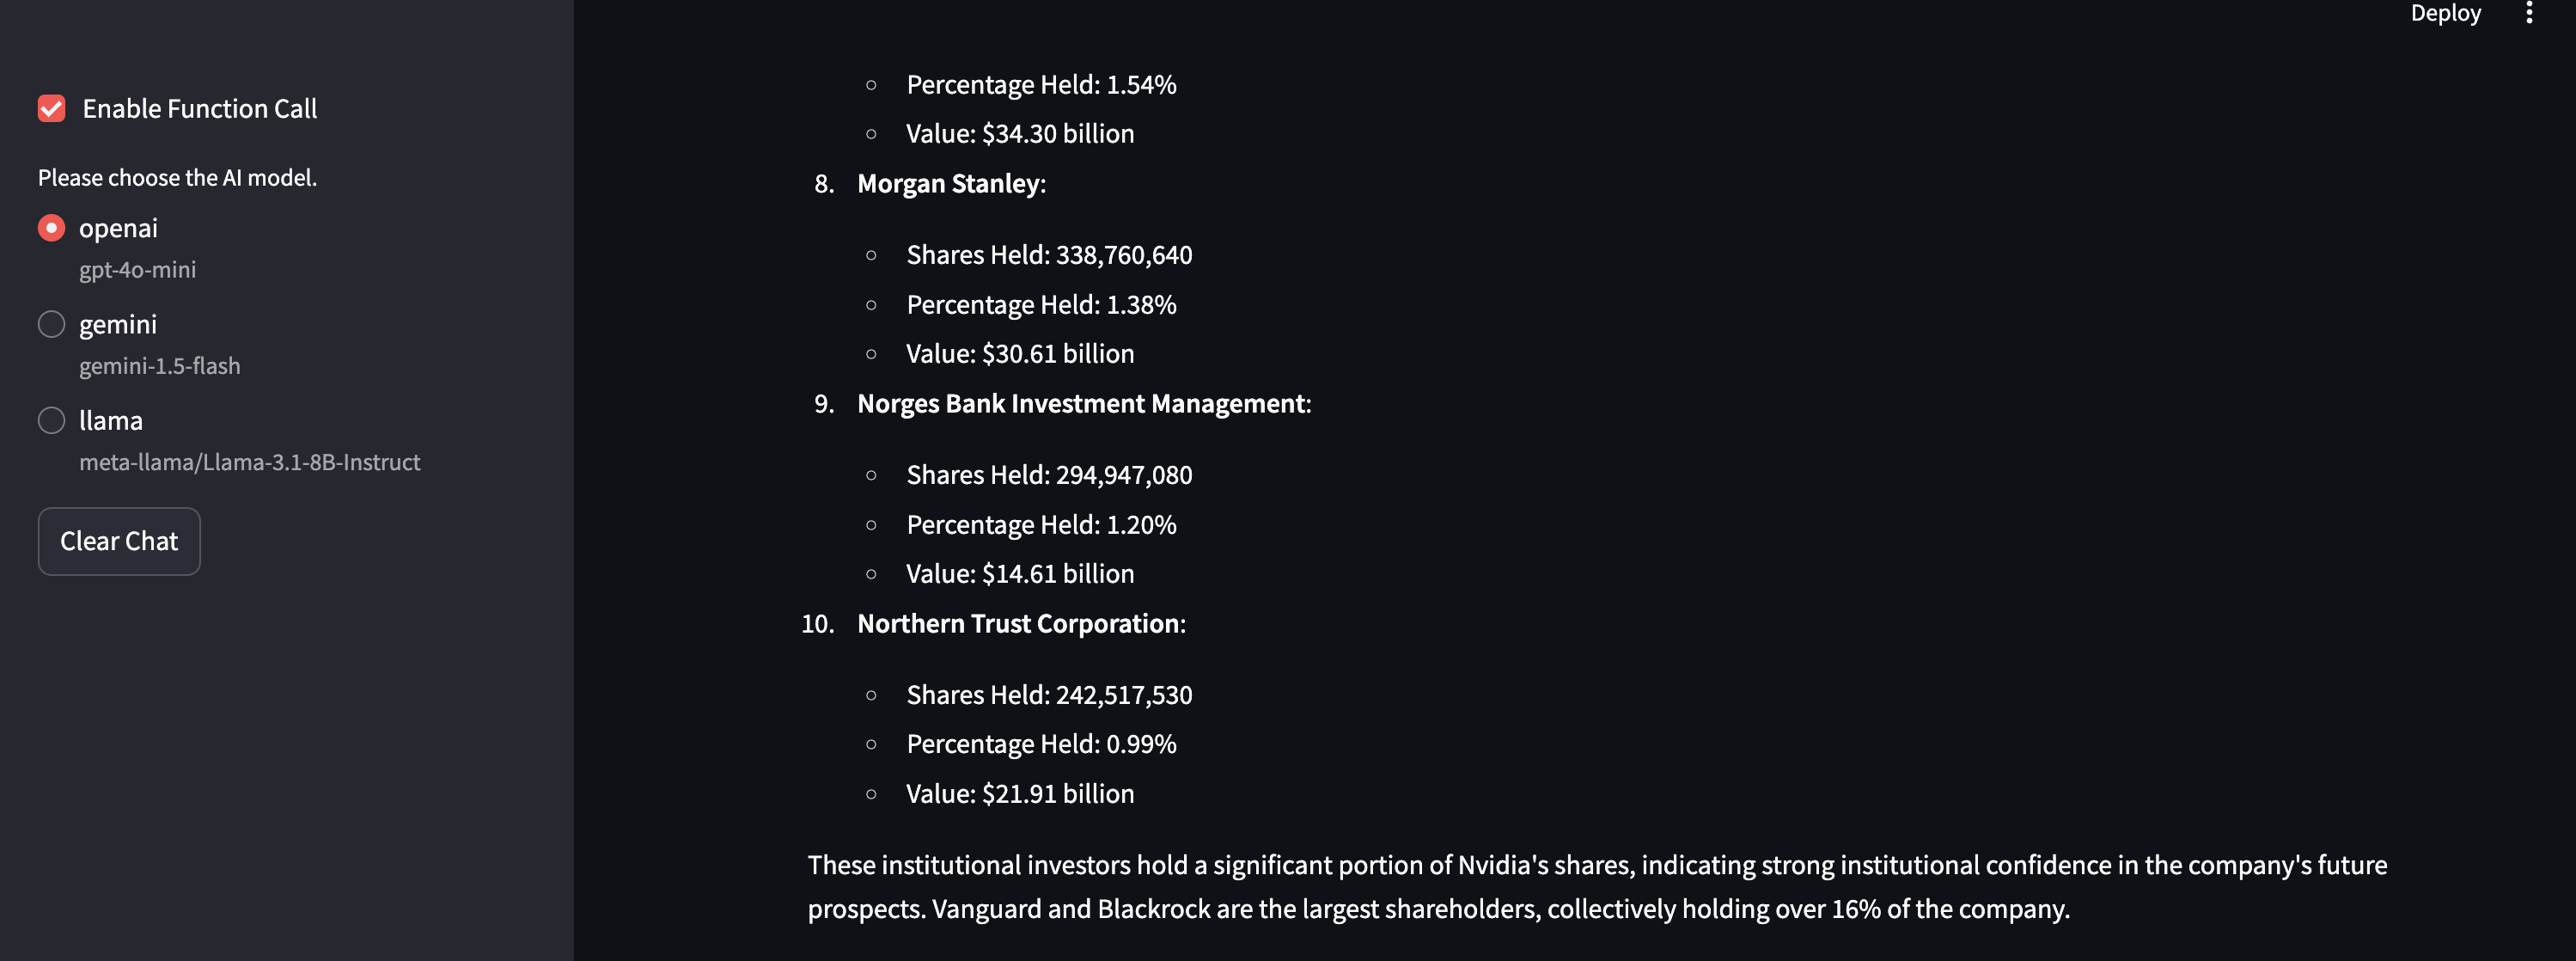 Deploy
Enable Function Call
Please choose the AI model.
openai
gpt-4o-mini
gemini
gemini-1.5-flash
llama
meta-llama/Llama-3.1-8B-Instruct
Clear Chat
Percentage Held: 1.54%
Value: $34.30 billion
8. Morgan Stanley:
Shares Held: 338,760,640
Percentage Held: 1.38%
Value: $30.61 billion
9. Norges Bank Investment Management:
Shares Held: 294,947,080
Percentage Held: 1.20%
Value: $14.61 billion
10. Northern Trust Corporation:
Shares Held: 242,517,530
Percentage Held: 0.99%
Value: $21.91 billion
These institutional investors hold a significant portion of Nvidia's shares, indicating strong institutional confidence in the company's future
prospects. Vanguard and Blackrock are the largest shareholders, collectively holding over 16% of the company.